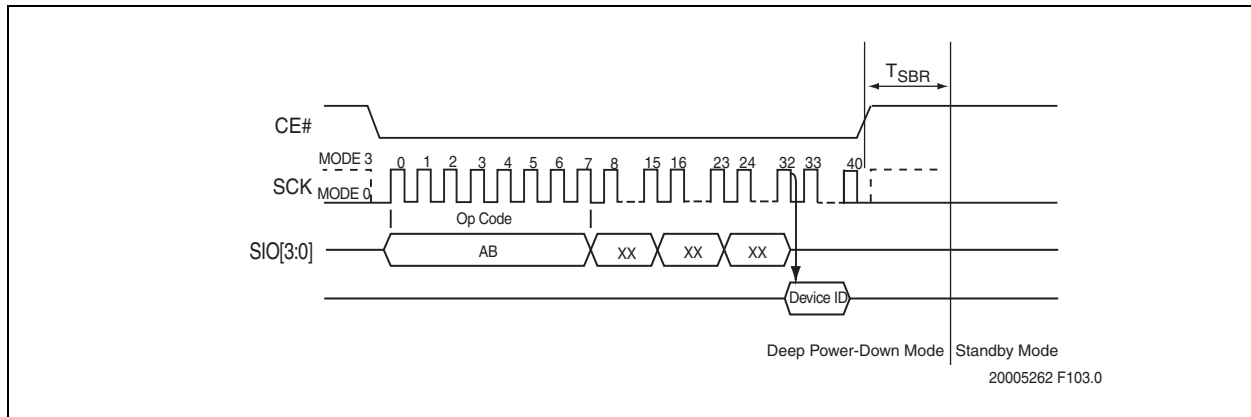 T_SBR
CE#
MODE 3
0 1 2 3 4 5 6 7 8 15 16 23 24 32 33 40
SCK
MODE 0
Op Code
SIO[3:0]
AB XX XX XX
Device ID
Deep Power-Down Mode Standby Mode
20005262 F103.0